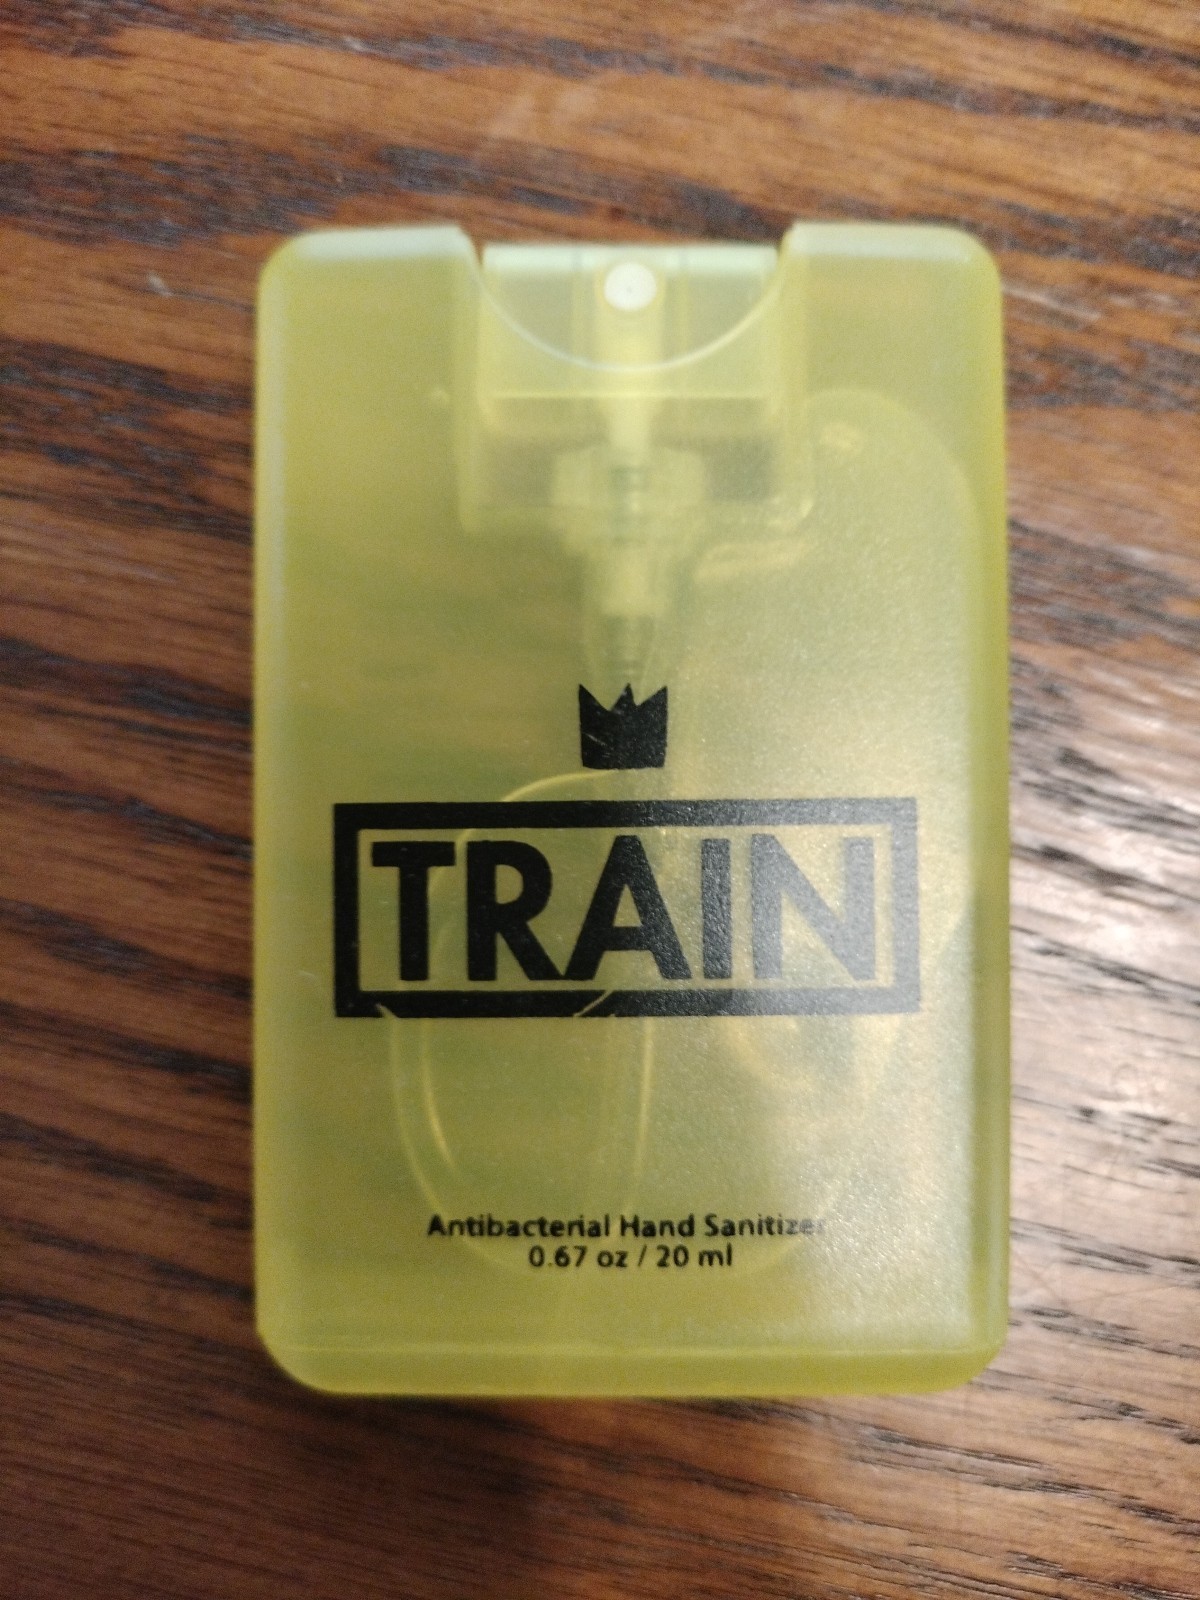 TRAIN
Antibacterial Hand Sanitizer
0.67 oz / 20 ml